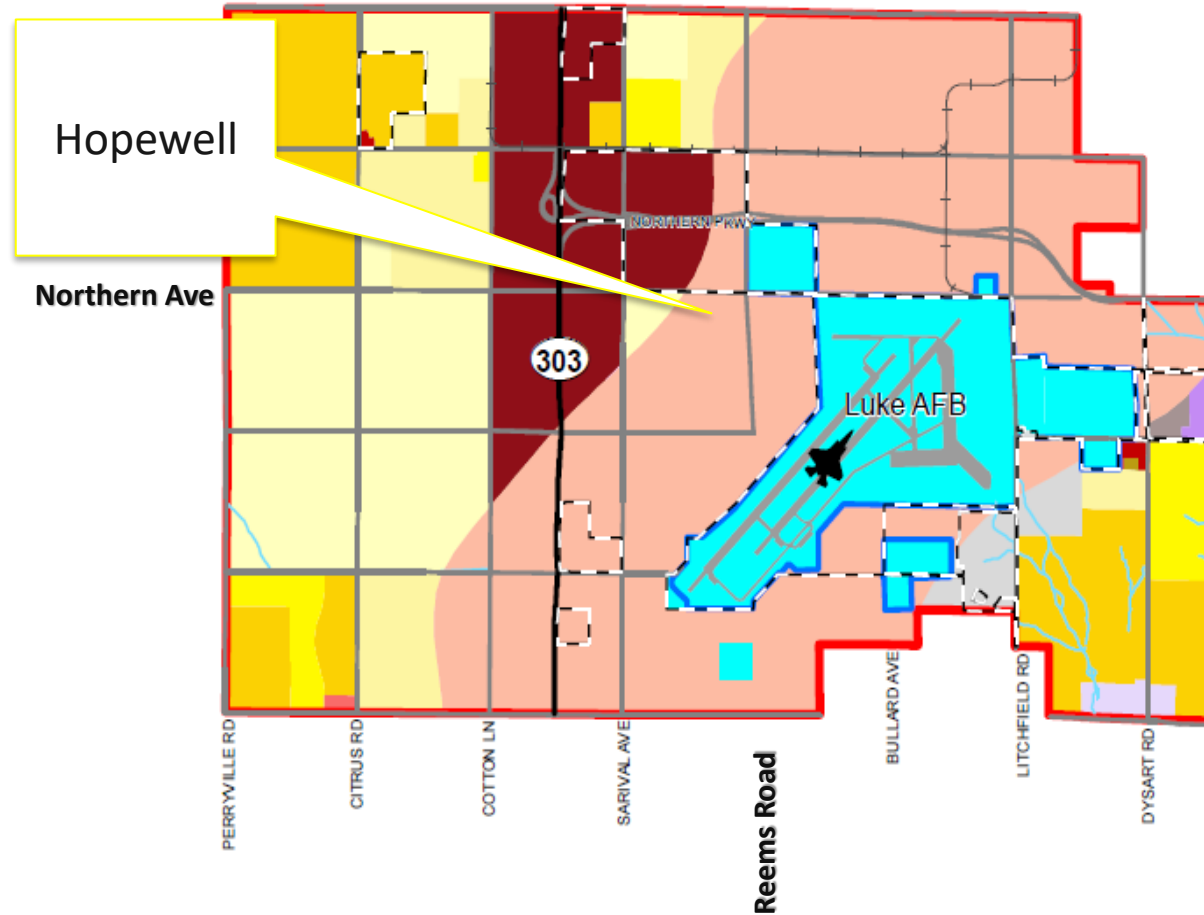 Hopewell
NORTHERN PKWY
Northern Ave
303
Luke AFB
PERRYVILLE RD
CITRUS RD
COTTON LN
SARIVAL AVE
Reems Road
BULLARD AVE
LITCHFIELD RD
DYSART RD